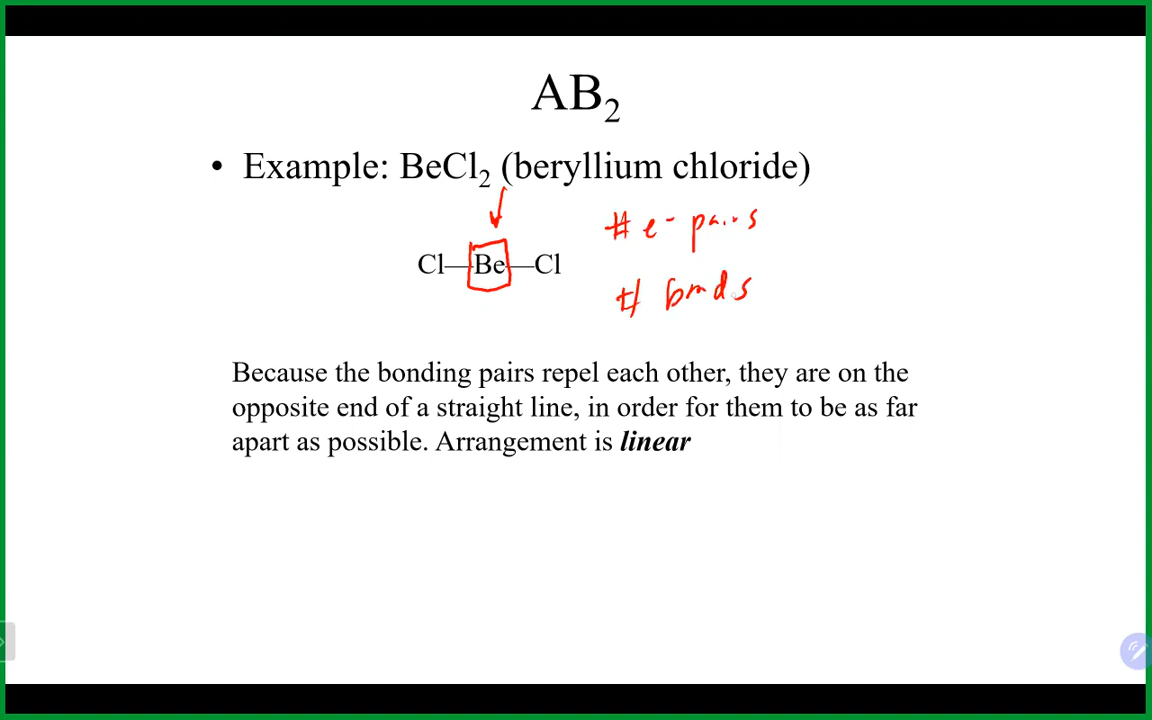 AB₂
• Example: BeCl₂ (beryllium chloride)
# e- pairs
Cl—Be—Cl
# bonds
Because the bonding pairs repel each other, they are on the
opposite end of a straight line, in order for them to be as far
apart as possible. Arrangement is linear